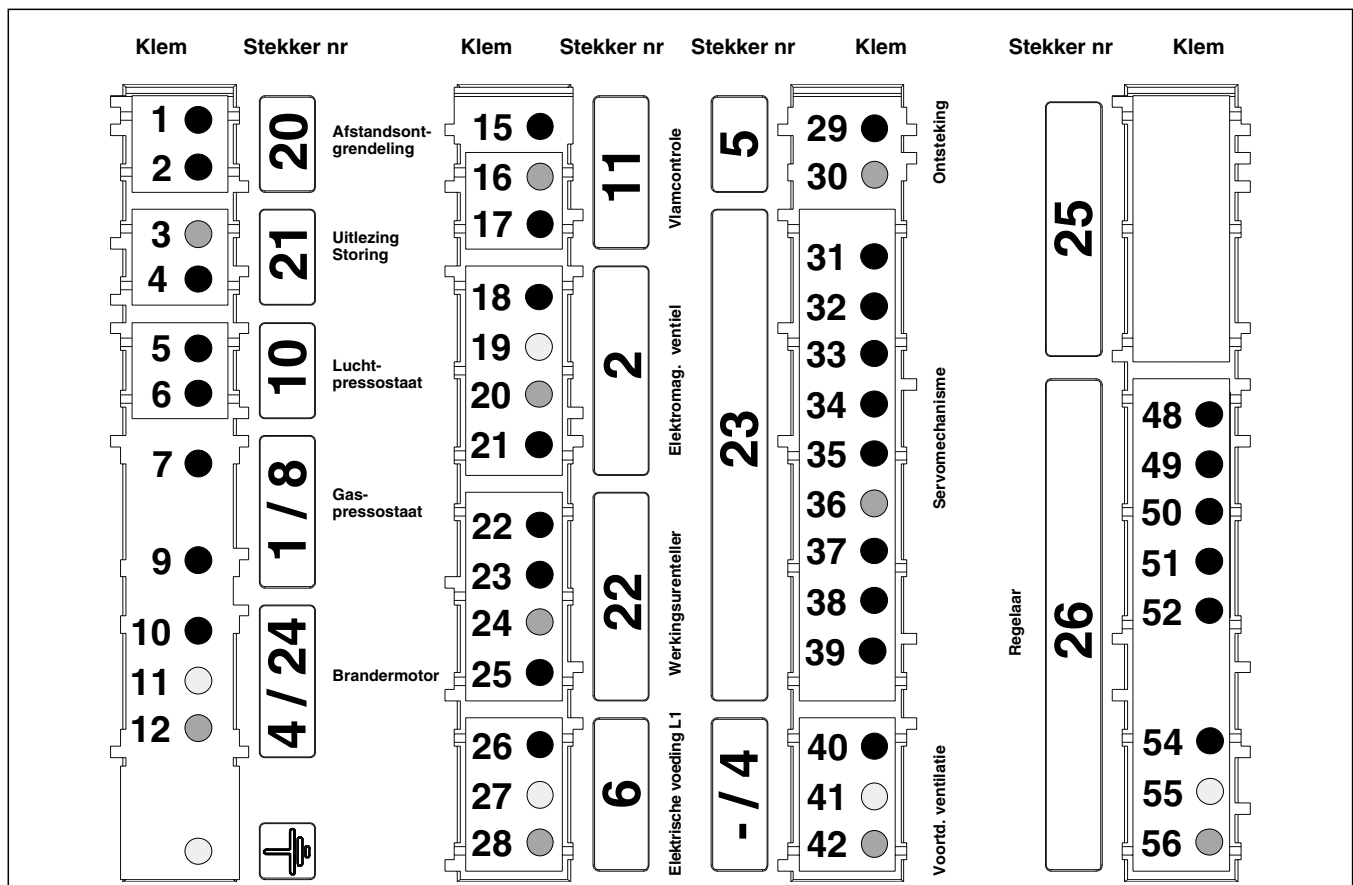 Klem Stekker nr Klem Stekker nr Stekker nr Klem Stekker nr Klem
1
2
20
Afstandsont-
grendeling
3
4
21
Uitlezing
Storing
5
6
10
Lucht-
pressostaat
7
9
1 / 8
Gas-
pressostaat
10
11
12
4 / 24
Brandermotor
15
16
17
11
Vlamcontrole
18
19
20
21
2
Elektromag. ventiel
22
23
24
25
22
Werkingsurenteller
26
27
28
6
Elektrische voeding L1
5
29
30
Ontsteking
23
31
32
33
34
35
36
37
38
39
Servomechanisme
- / 4
40
41
42
Voortd. ventilatie
25
Regelaar
26
48
49
50
51
52
54
55
56